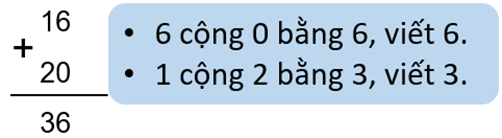 16
+
20
36
• 6 cộng 0 bằng 6, viết 6.
• 1 cộng 2 bằng 3, viết 3.